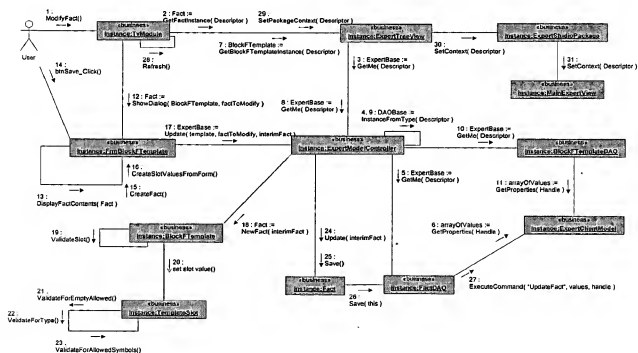 1 :
ModifyFact()
«business»
Instance:TvModule
2 : Fact :=
GetFactInstance( Descriptor )
29 :
SetPackageContext( Descriptor )
«business»
Instance:ExpertTreeView
«business»
Instance:ExpertStudioPackage
7 : BlockFTemplate :=
GetBlockFTemplateInstance( Descriptor )
28 :
Refresh()
30 :
SetContext( Descriptor )
User
14 :
btnSave_Click()
3 : ExpertBase :=
GetMe( Descriptor )
31 :
SetContext( Descriptor )
«business»
Instance:MainExpertView
12 : Fact :=
ShowDialog( BlockFTemplate, factToModify )
8 : ExpertBase :=
GetMe( Descriptor )
4, 9 : DAOBase :=
InstanceFromType( Descriptor )
17 : ExpertBase :=
Update( template, factToModify, interimFact )
10 : ExpertBase :=
GetMe( Descriptor )
«business»
Instance:FrmBlockFTemplate
«business»
Instance:ExpertModelController
«business»
Instance:BlockFTemplateDAO
16 :
CreateSlotValuesFromForm()
15 :
CreateFact()
5 : ExpertBase :=
GetMe( Descriptor )
11 : arrayOfValues :=
GetProperties( Handle )
13 :
DisplayFactContents( Fact )
«business»
Instance:BlockFTemplate
18 : Fact :=
NewFact( interimFact )
6 : arrayOfValues :=
GetProperties( Handle )
«business»
Instance:ExpertClientModel
19 :
ValidateSlot()
24 :
Update( interimFact )
20 :
set slot value()
25 :
Save()
21 :
ValidateForEmptyAllowed()
22 :
ValidateForType()
«business»
Instance:TemplateSlot
«business»
Instance:Fact
«business»
Instance:FactDAO
27 :
ExecuteCommand( "UpdateFact", values, handle )
26 :
Save( this )
23 :
ValidateForAllowedSymbols()